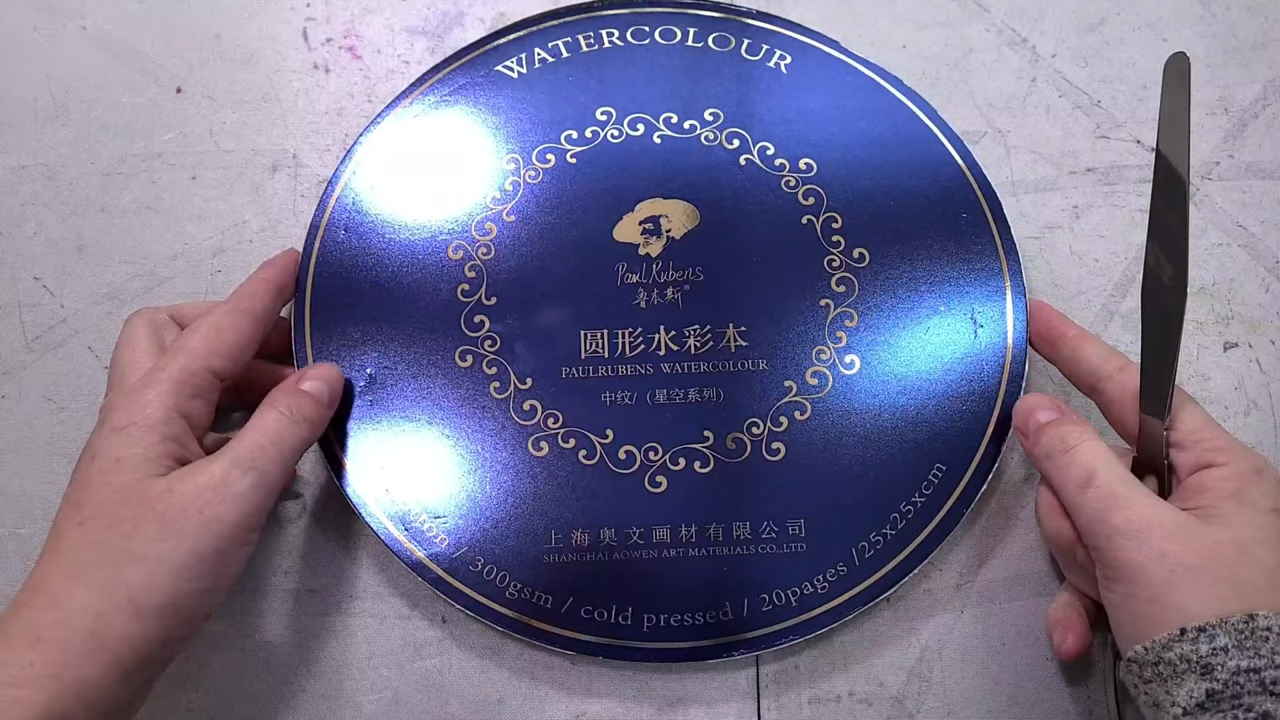 WATERCOLOUR
Paul Rubens
鲁本斯®
圆形水彩本
PAULRUBENS WATERCOLOUR
中纹/（星空系列）
上海奥文画材有限公司
SHANGHAI AOWEN ART MATERIALS CO.,LTD
/ 300gsm / cold pressed / 20pages /25x25xcm